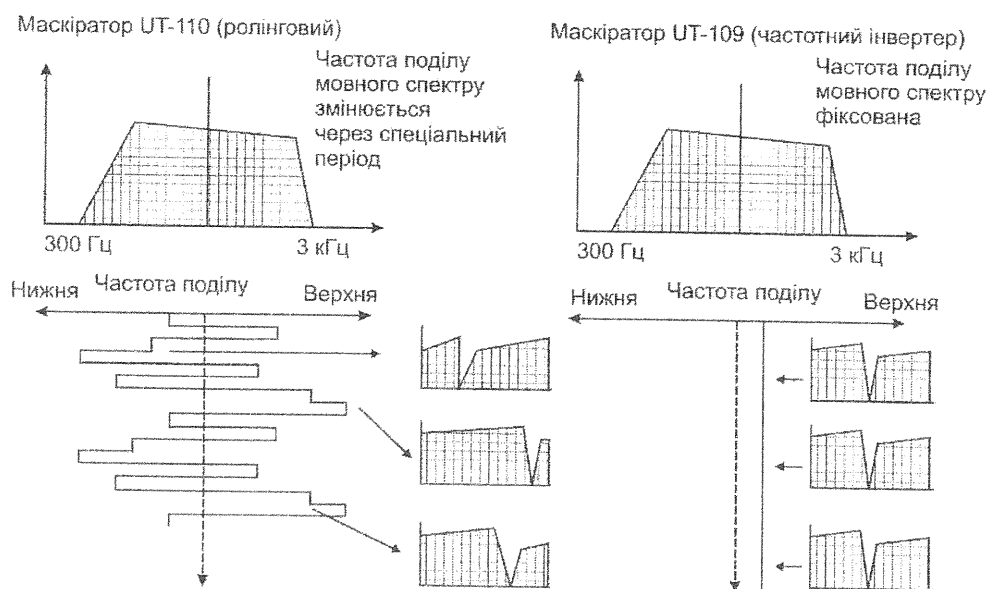 Маскіратор UT-110 (ролінговий)
Частота поділу
мовного спектру
змінюється
через спеціальний
період
300 Гц
3 кГц
Маскіратор UT-109 (частотний інвертер)
Частота поділу
мовного спектру
фіксована
300 Гц
3 кГц
Нижня
Частота поділу
Верхня
Нижня
Частота поділу
Верхня